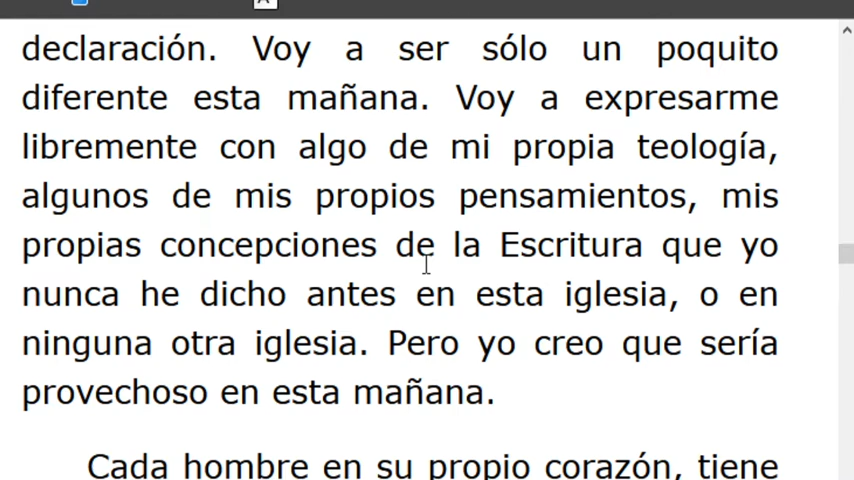 declaración. Voy a ser sólo un poquito
diferente esta mañana. Voy a expresarme
libremente con algo de mi propia teología,
algunos de mis propios pensamientos, mis
propias concepciones de la Escritura que yo
nunca he dicho antes en esta iglesia, o en
ninguna otra iglesia. Pero yo creo que sería
provechoso en esta mañana.
Cada hombre en su propio corazón, tiene